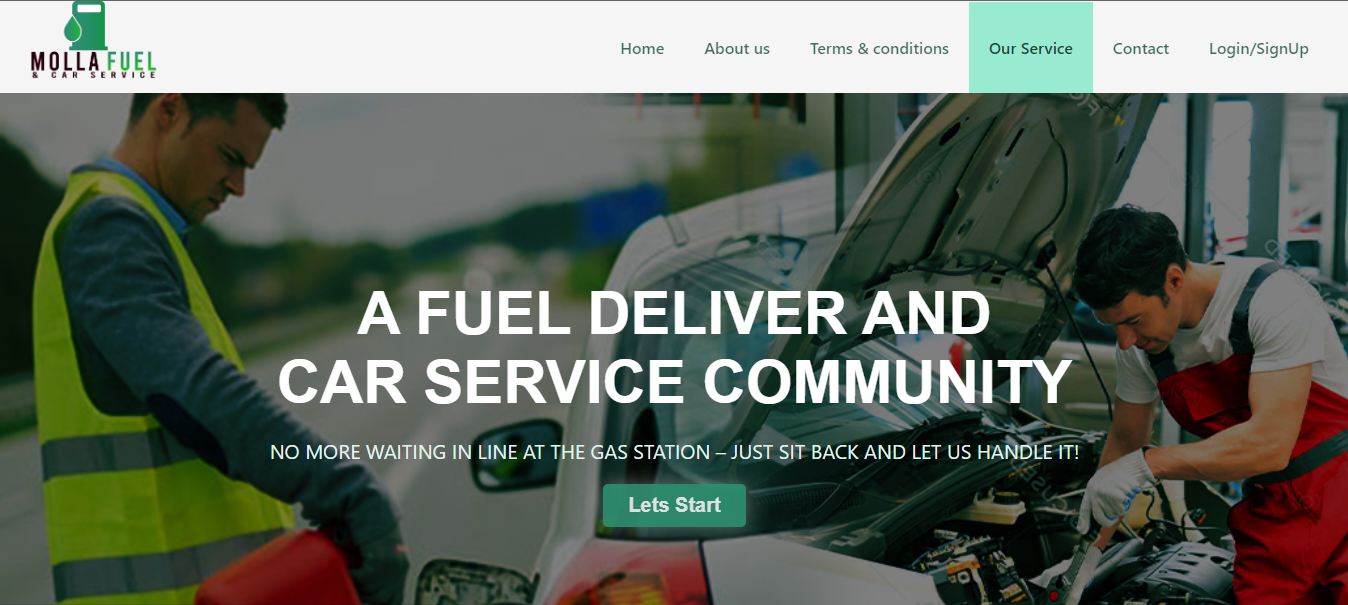 MOLLA FUEL
& CAR SERVICE
Home About us Terms & conditions Our Service Contact Login/SignUp
A FUEL DELIVER AND
CAR SERVICE COMMUNITY
NO MORE WAITING IN LINE AT THE GAS STATION – JUST SIT BACK AND LET US HANDLE IT!
Lets Start